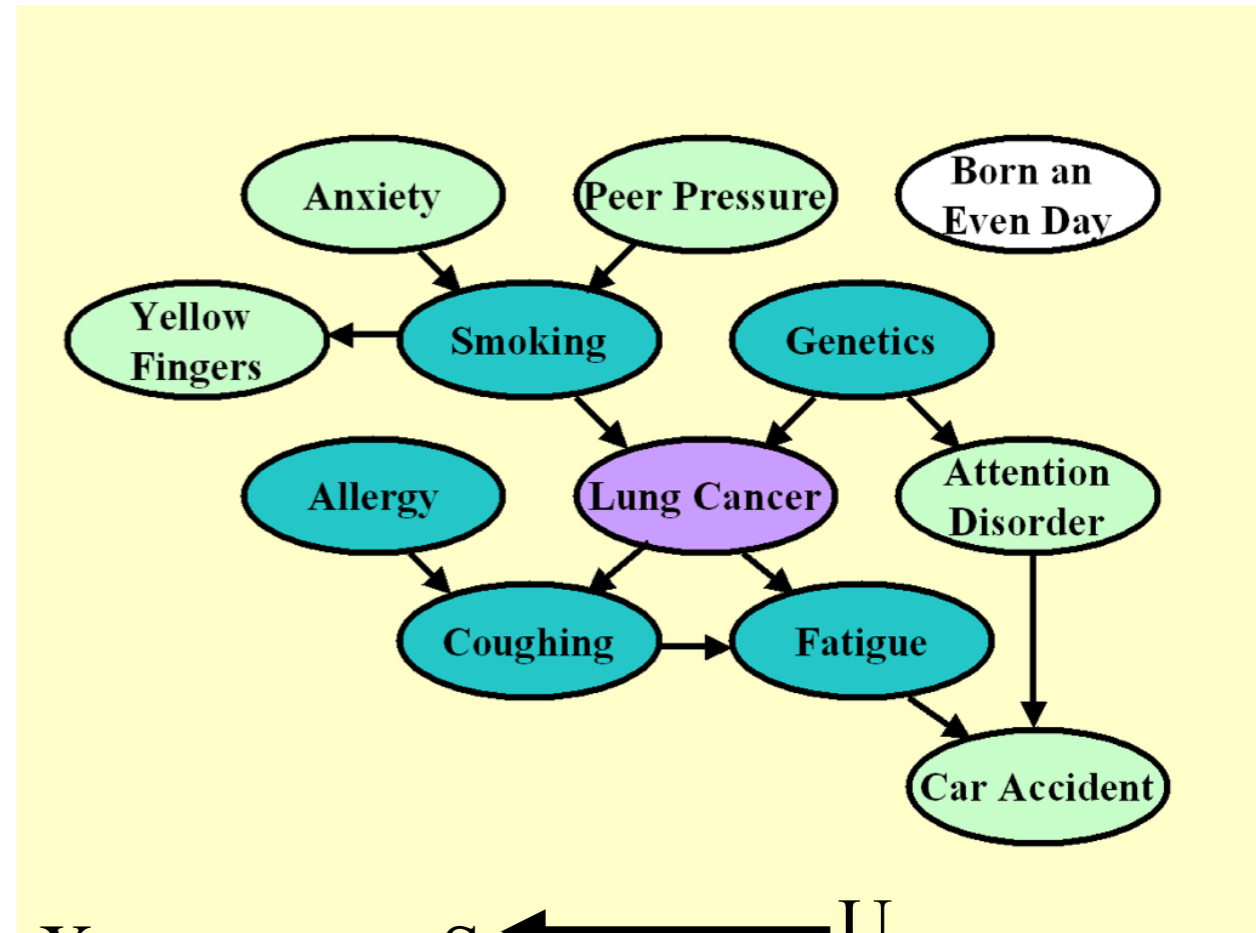 Anxiety
Peer Pressure
Born an
Even Day
Yellow
Fingers
Smoking
Genetics
Allergy
Lung Cancer
Attention
Disorder
Coughing
Fatigue
Car Accident
U